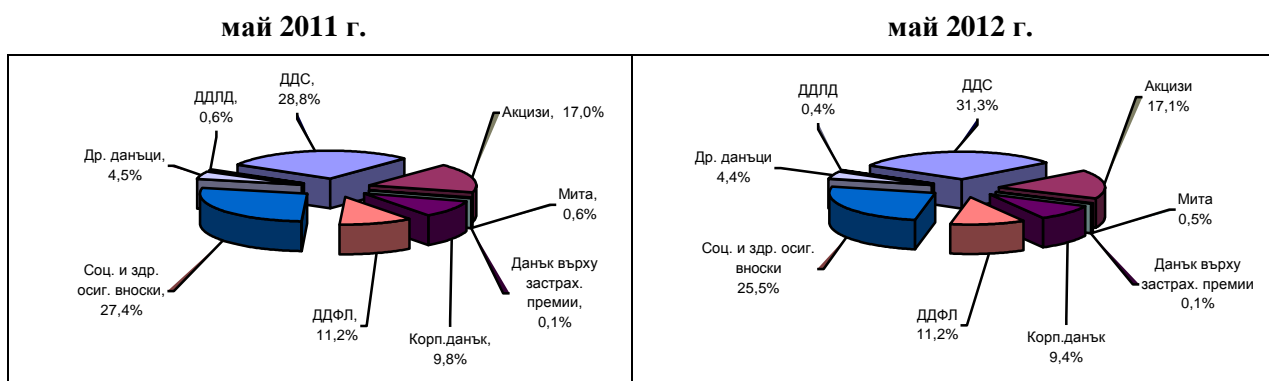 май 2011 г.
ДДС,
28,8%
ДДЛД,
0,6%
Акцизи, 17,0%
Др. данъци,
4,5%
Мита,
0,6%
Соц. и здр.
осиг. вноски,
27,4%
Данък върху
застрах.
премии,
0,1%
ДДФЛ,
11,2%
Корп.данък,
9,8%
май 2012 г.
ДДС
31,3%
ДДЛД
0,4%
Акцизи
17,1%
Др. данъци
4,4%
Мита
0,5%
Соц. и здр. осиг.
вноски
25,5%
Данък върху
застрах. премии
0,1%
ДДФЛ
11,2%
Корп.данък
9,4%